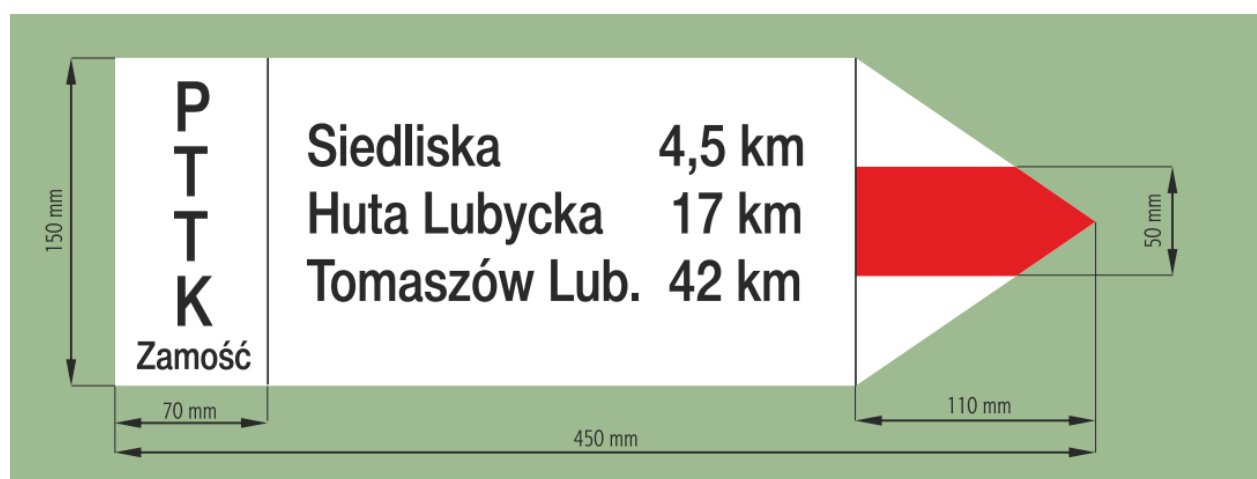 P
T
T
K
Zamość
Siedliska 4,5 km
Huta Lubycka 17 km
Tomaszów Lub. 42 km
150 mm
70 mm
450 mm
110 mm
50 mm